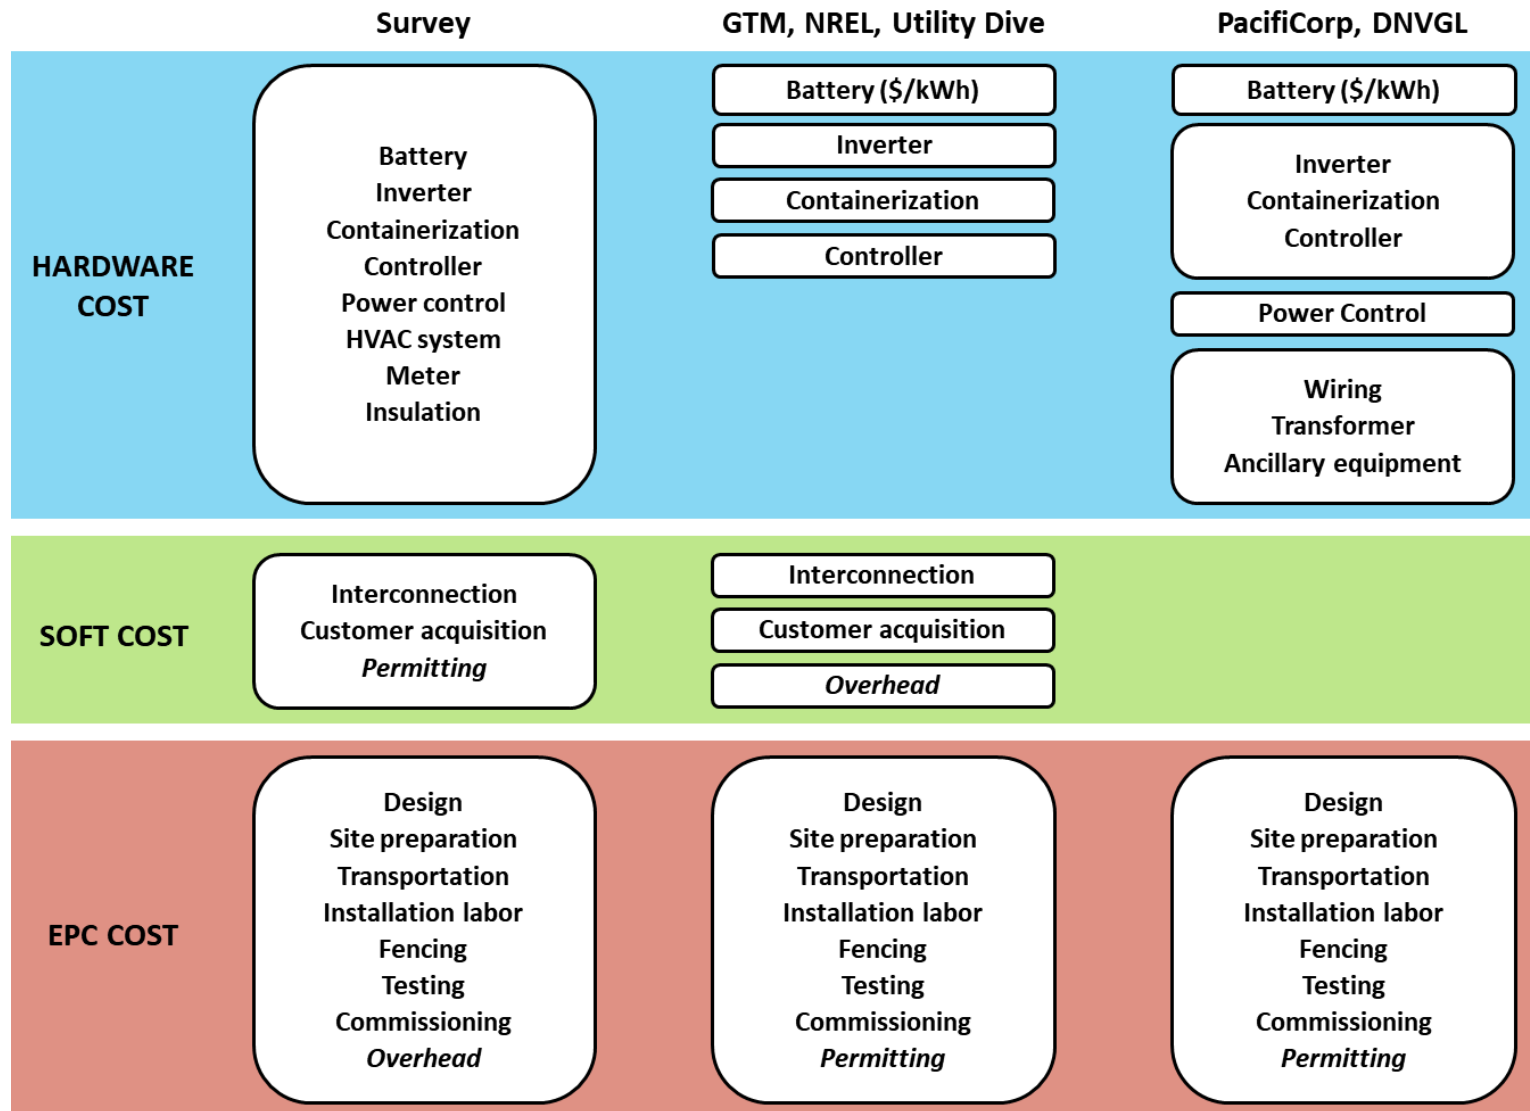 Survey
GTM, NREL, Utility Dive
PacifiCorp, DNVGL
HARDWARE
COST
Battery
Inverter
Containerization
Controller
Power control
HVAC system
Meter
Insulation
Battery ($/kWh)
Inverter
Containerization
Controller
Battery ($/kWh)
Inverter
Containerization
Controller
Power Control
Wiring
Transformer
Ancillary equipment
SOFT COST
Interconnection
Customer acquisition
Permitting
Interconnection
Customer acquisition
Overhead
EPC COST
Design
Site preparation
Transportation
Installation labor
Fencing
Testing
Commissioning
Overhead
Design
Site preparation
Transportation
Installation labor
Fencing
Testing
Commissioning
Permitting
Design
Site preparation
Transportation
Installation labor
Fencing
Testing
Commissioning
Permitting